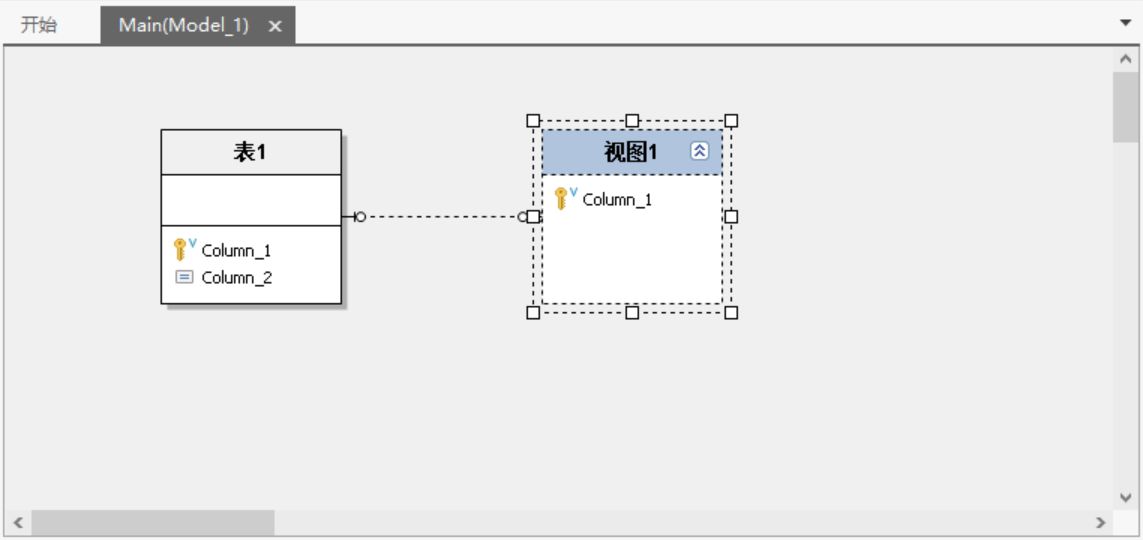 开始
Main(Model_1)
表1
Column_1
Column_2
视图1
Column_1